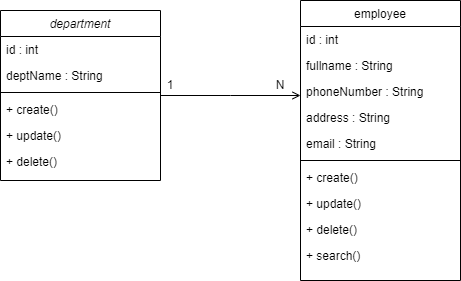 department
id : int
deptName : String
+ create()
+ update()
+ delete()
1
N
employee
id : int
fullname : String
phoneNumber : String
address : String
email : String
+ create()
+ update()
+ delete()
+ search()